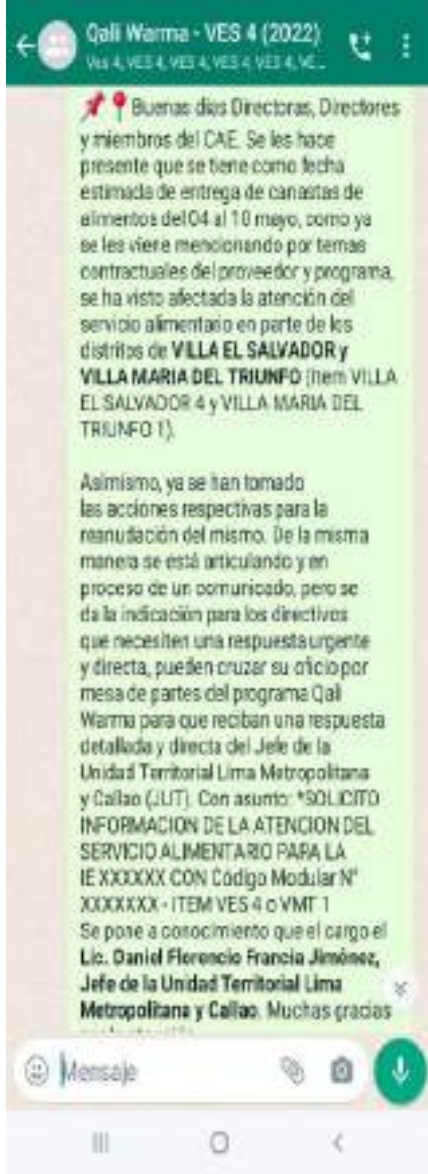 Qali Warma - VES 4 (2022)
Ves 4, VES 4, VES 4, VES 4, VES 4, VE...
Buenas días Directoras, Directores
y miembros del CAE. Se les hace
presente que se tiene como fecha
estimada de entrega de canastas de
alimentos del 04 al 10 mayo, como ya
se les viene mencionando por temas
contractuales del proveedor y programa,
se ha visto afectada la atención del
servicio alimentario en parte de los
distritos de VILLA EL SALVADOR y
VILLA MARIA DEL TRIUNFO (Item VILLA
EL SALVADOR 4 y VILLA MARIA DEL
TRIUNFO 1).
Asimismo, ya se han tomado
las acciones respectivas para la
reanudación del mismo. De la misma
manera se está articulando y en
proceso de un comunicado, pero se
da la indicación para los directivos
que necesiten una respuesta urgente
y directa, pueden cruzar su oficio por
mesa de partes del programa Qali
Warma para que reciban una respuesta
detallada y directa del Jefe de la
Unidad Territorial Lima Metropolitana
y Callao (JUT). Con asunto: *SOLICITO
INFORMACION DE LA ATENCION DEL
SERVICIO ALIMENTARIO PARA LA
IE XXXXXX CON Código Modular N°
XXXXXXX - ITEM VES 4 o VMT 1
Se pone a conocimiento que el cargo el
Lic. Daniel Florencio Francia Jiménez,
Jefe de la Unidad Territorial Lima
Metropolitana y Callao. Muchas gracias
Mensaje